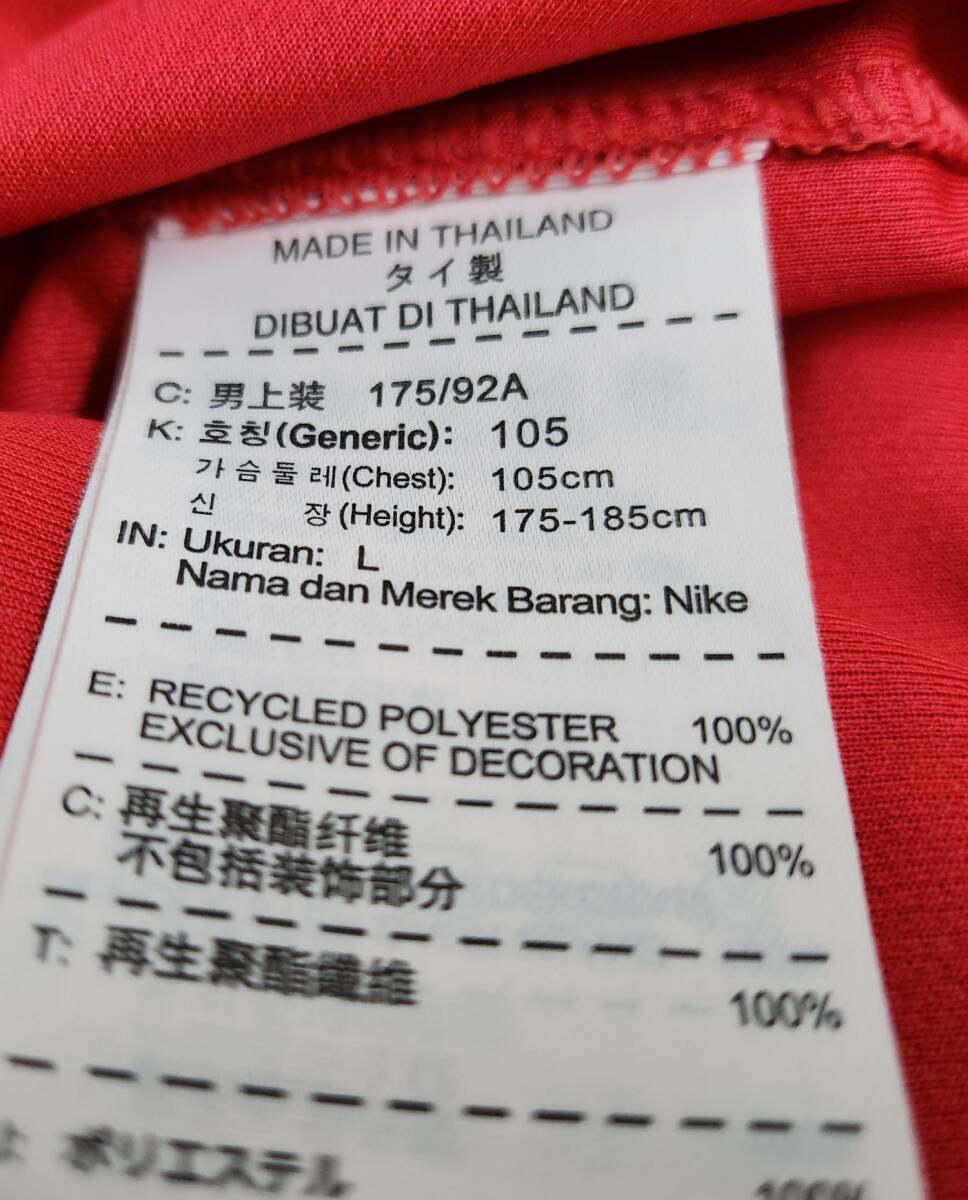 MADE IN THAILAND
タイ製
DIBUAT DI THAILAND
C: 男上装 175/92A
K: 호칭(Generic): 105
가슴둘레(Chest): 105cm
신 장(Height): 175-185cm
IN: Ukuran: L
Nama dan Merek Barang: Nike
E: RECYCLED POLYESTER 100%
EXCLUSIVE OF DECORATION
C: 再生聚酯纤维 100%
不包括装饰部分
T: 再生聚酯纖維 100%
ポリエステル 100%